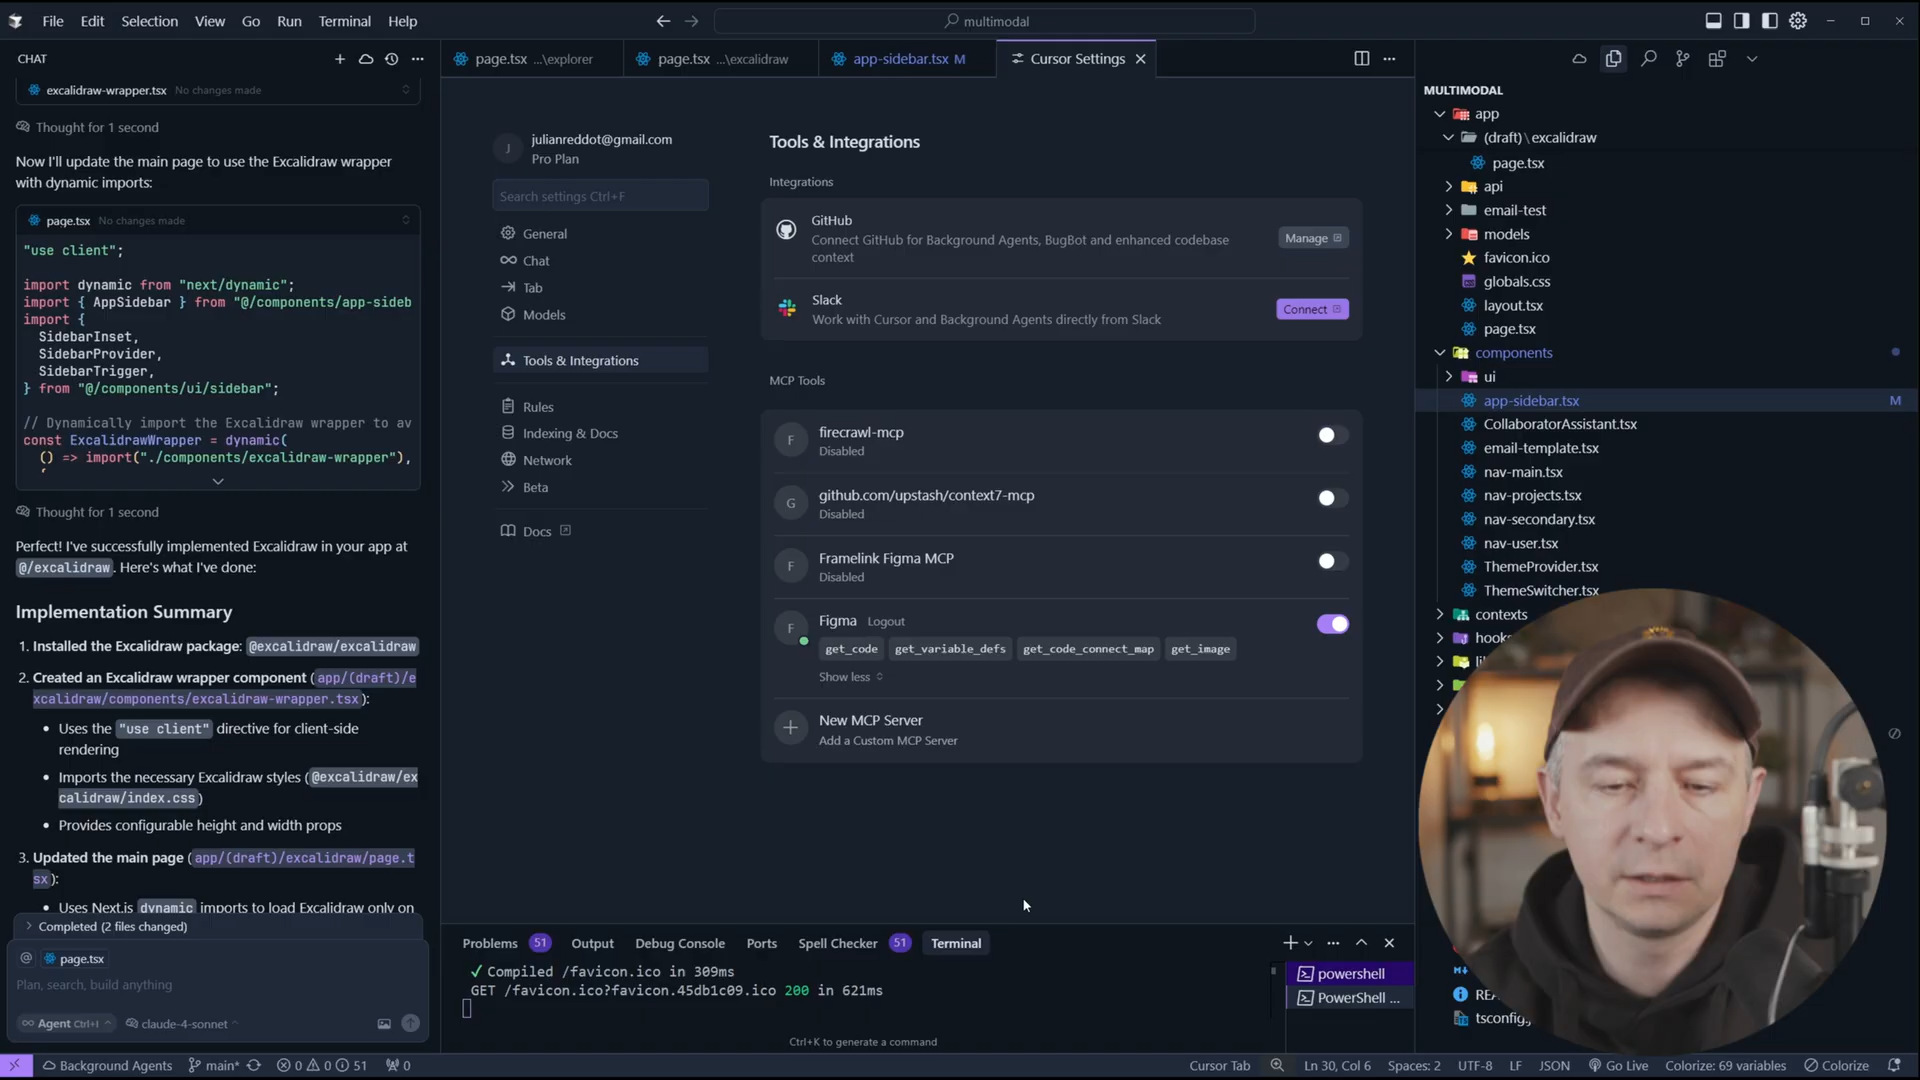 File Edit Selection View Go Run Terminal Help
multimodal
CHAT
excalidraw-wrapper.tsx No changes made
Thought for 1 second
Now I'll update the main page to use the Excalidraw wrapper
with dynamic imports:
page.tsx No changes made
"use client";
import dynamic from "next/dynamic";
import { AppSidebar } from "@/components/app-sideb
import {
SidebarInset,
SidebarProvider,
SidebarTrigger,
} from "@/components/ui/sidebar";
// Dynamically import the Excalidraw wrapper to av
const ExcalidrawWrapper = dynamic(
() => import("./components/excalidraw-wrapper"),
Thought for 1 second
Perfect! I've successfully implemented Excalidraw in your app at
@/excalidraw. Here's what I've done:
Implementation Summary
1. Installed the Excalidraw package: @excalidraw/excalidraw
2. Created an Excalidraw wrapper component (app/(draft)/e
xcalidraw/components/excalidraw-wrapper.tsx):
• Uses the "use client" directive for client-side
rendering
• Imports the necessary Excalidraw styles (@excalidraw/ex
calidraw/index.css)
• Provides configurable height and width props
3. Updated the main page (app/(draft)/excalidraw/page.t
sx):
• Uses Next.js dynamic imports to load Excalidraw only on
Completed (2 files changed)
@ page.tsx
Plan, search, build anything
Agent Ctrl+I claude-4-sonnet
page.tsx ...\explorer
page.tsx ...\excalidraw
app-sidebar.tsx M
Cursor Settings
J
julianreddot@gmail.com
Pro Plan
Search settings Ctrl+F
General
Chat
Tab
Models
Tools & Integrations
Rules
Indexing & Docs
Network
Beta
Docs
Tools & Integrations
Integrations
GitHub
Connect GitHub for Background Agents, BugBot and enhanced codebase
context
Manage
Slack
Work with Cursor and Background Agents directly from Slack
Connect
MCP Tools
F
firecrawl-mcp
Disabled
G
github.com/upstash/context7-mcp
Disabled
F
Framelink Figma MCP
Disabled
F
Figma Logout
get_code get_variable_defs get_code_connect_map get_image
Show less
New MCP Server
Add a Custom MCP Server
Problems 51 Output Debug Console Ports Spell Checker 51 Terminal
✓ Compiled /favicon.ico in 309ms
GET /favicon.ico?favicon.45db1c09.ico 200 in 621ms
Ctrl+K to generate a command
powershell
PowerShell ...
MULTIMODAL
app
(draft) \ excalidraw
page.tsx
api
email-test
models
favicon.ico
globals.css
layout.tsx
page.tsx
components
ui
app-sidebar.tsx M
CollaboratorAssistant.tsx
email-template.tsx
nav-main.tsx
nav-projects.tsx
nav-secondary.tsx
nav-user.tsx
ThemeProvider.tsx
ThemeSwitcher.tsx
contexts
hooks
tsconfig.j
Background Agents main* 0 0 51 0
Cursor Tab Ln 30, Col 6 Spaces: 2 UTF-8 LF JSON Go Live Colorize: 69 variables Colorize